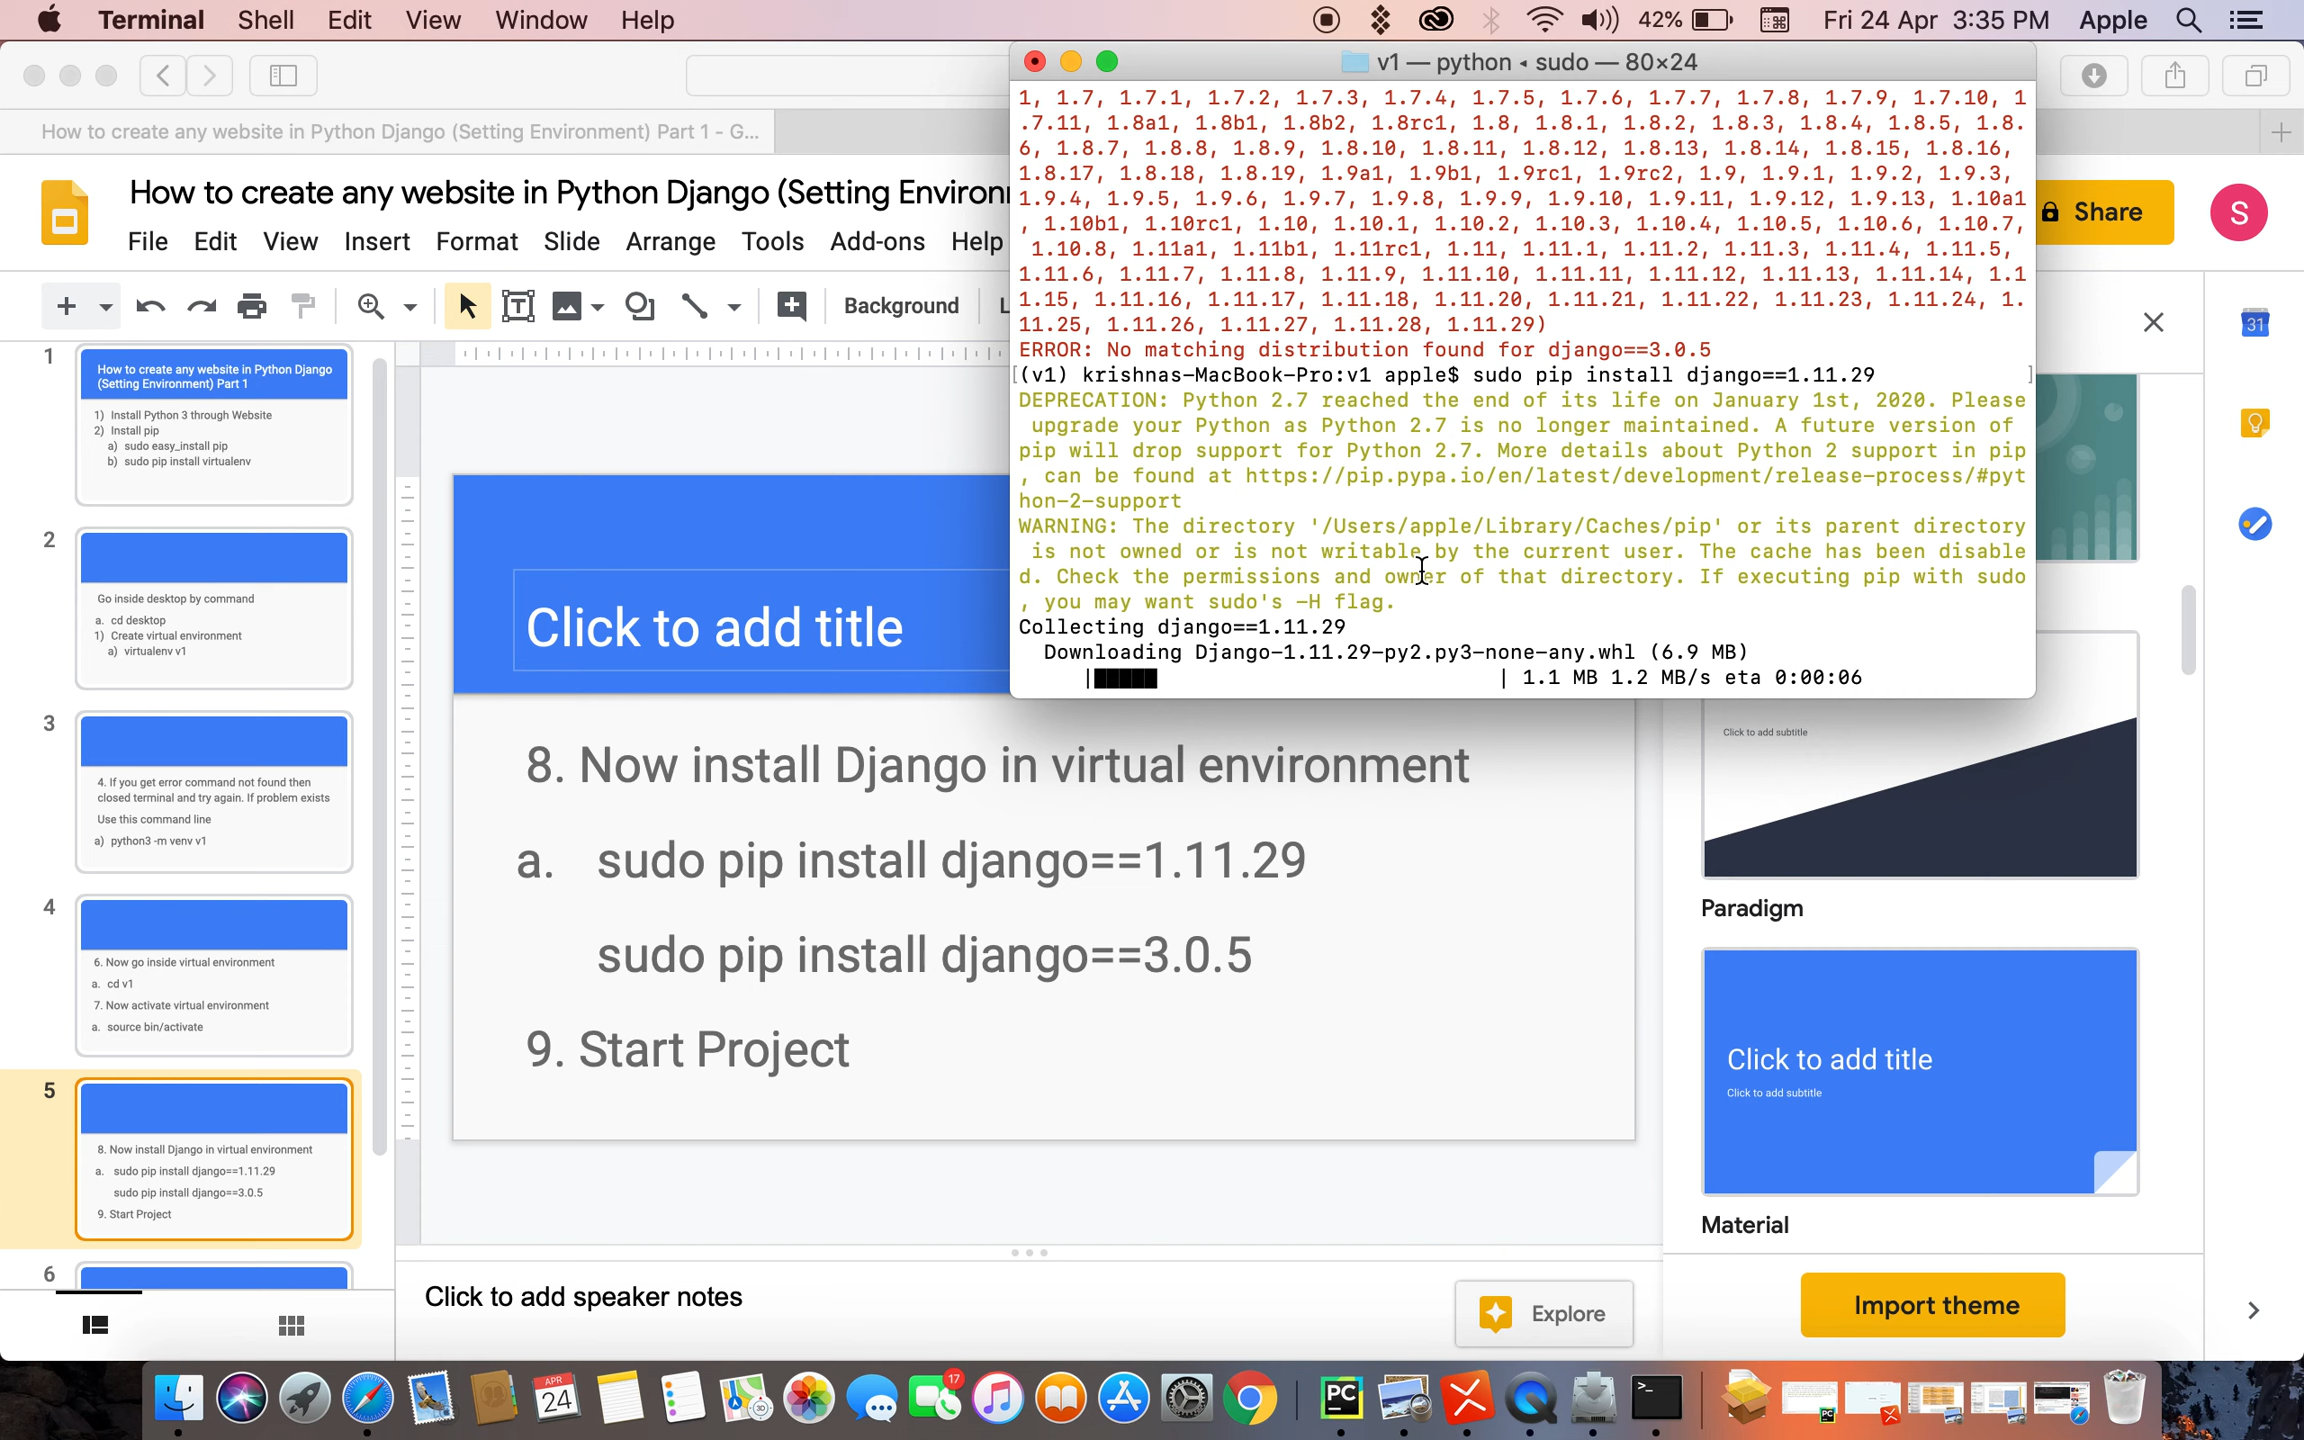 Terminal Shell Edit View Window Help 42% Fri 24 Apr 3:35 PM Apple
v1 — python ◂ sudo — 80×24
How to create any website in Python Django (Setting Environment) Part 1 - G...
How to create any website in Python Django (Setting Environ
File Edit View Insert Format Slide Arrange Tools Add-ons Help
Share
S
Background
1, 1.7, 1.7.1, 1.7.2, 1.7.3, 1.7.4, 1.7.5, 1.7.6, 1.7.7, 1.7.8, 1.7.9, 1.7.10, 1
.7.11, 1.8a1, 1.8b1, 1.8b2, 1.8rc1, 1.8, 1.8.1, 1.8.2, 1.8.3, 1.8.4, 1.8.5, 1.8.
6, 1.8.7, 1.8.8, 1.8.9, 1.8.10, 1.8.11, 1.8.12, 1.8.13, 1.8.14, 1.8.15, 1.8.16,
1.8.17, 1.8.18, 1.8.19, 1.9a1, 1.9b1, 1.9rc1, 1.9rc2, 1.9, 1.9.1, 1.9.2, 1.9.3,
1.9.4, 1.9.5, 1.9.6, 1.9.7, 1.9.8, 1.9.9, 1.9.10, 1.9.11, 1.9.12, 1.9.13, 1.10a1
, 1.10b1, 1.10rc1, 1.10, 1.10.1, 1.10.2, 1.10.3, 1.10.4, 1.10.5, 1.10.6, 1.10.7,
1.10.8, 1.11a1, 1.11b1, 1.11rc1, 1.11, 1.11.1, 1.11.2, 1.11.3, 1.11.4, 1.11.5,
1.11.6, 1.11.7, 1.11.8, 1.11.9, 1.11.10, 1.11.11, 1.11.12, 1.11.13, 1.11.14, 1.1
1.15, 1.11.16, 1.11.17, 1.11.18, 1.11.20, 1.11.21, 1.11.22, 1.11.23, 1.11.24, 1.
11.25, 1.11.26, 1.11.27, 1.11.28, 1.11.29)
ERROR: No matching distribution found for django==3.0.5
[(v1) krishnas-MacBook-Pro:v1 apple$ sudo pip install django==1.11.29 ]
DEPRECATION: Python 2.7 reached the end of its life on January 1st, 2020. Please
upgrade your Python as Python 2.7 is no longer maintained. A future version of
pip will drop support for Python 2.7. More details about Python 2 support in pip
, can be found at https://pip.pypa.io/en/latest/development/release-process/#pyt
hon-2-support
WARNING: The directory '/Users/apple/Library/Caches/pip' or its parent directory
is not owned or is not writable by the current user. The cache has been disable
d. Check the permissions and owner of that directory. If executing pip with sudo
, you may want sudo's -H flag.
Collecting django==1.11.29
Downloading Django-1.11.29-py2.py3-none-any.whl (6.9 MB)
| | 1.1 MB 1.2 MB/s eta 0:00:06
1
How to create any website in Python Django
(Setting Environment) Part 1
1) Install Python 3 through Website
2) Install pip
a) sudo easy_install pip
b) sudo pip install virtualenv
2
Go inside desktop by command
a. cd desktop
1) Create virtual environment
a) virtualenv v1
3
4. If you get error command not found then
closed terminal and try again. If problem exists
Use this command line
a) python3 -m venv v1
4
6. Now go inside virtual environment
a. cd v1
7. Now activate virtual environment
a. source bin/activate
5
8. Now install Django in virtual environment
a. sudo pip install django==1.11.29
sudo pip install django==3.0.5
9. Start Project
6
Click to add title
8. Now install Django in virtual environment
a. sudo pip install django==1.11.29
sudo pip install django==3.0.5
9. Start Project
Click to add speaker notes
Explore
Click to add subtitle
Paradigm
Click to add title
Click to add subtitle
Material
Import theme
31
APR
24
17
3D
PC